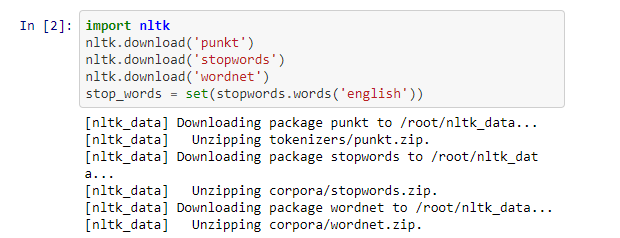 In [2]: import nltk
nltk.download('punkt')
nltk.download('stopwords')
nltk.download('wordnet')
stop_words = set(stopwords.words('english'))
[nltk_data] Downloading package punkt to /root/nltk_data...
[nltk_data]   Unzipping tokenizers/punkt.zip.
[nltk_data] Downloading package stopwords to /root/nltk_dat
a...
[nltk_data]   Unzipping corpora/stopwords.zip.
[nltk_data] Downloading package wordnet to /root/nltk_data...
[nltk_data]   Unzipping corpora/wordnet.zip.